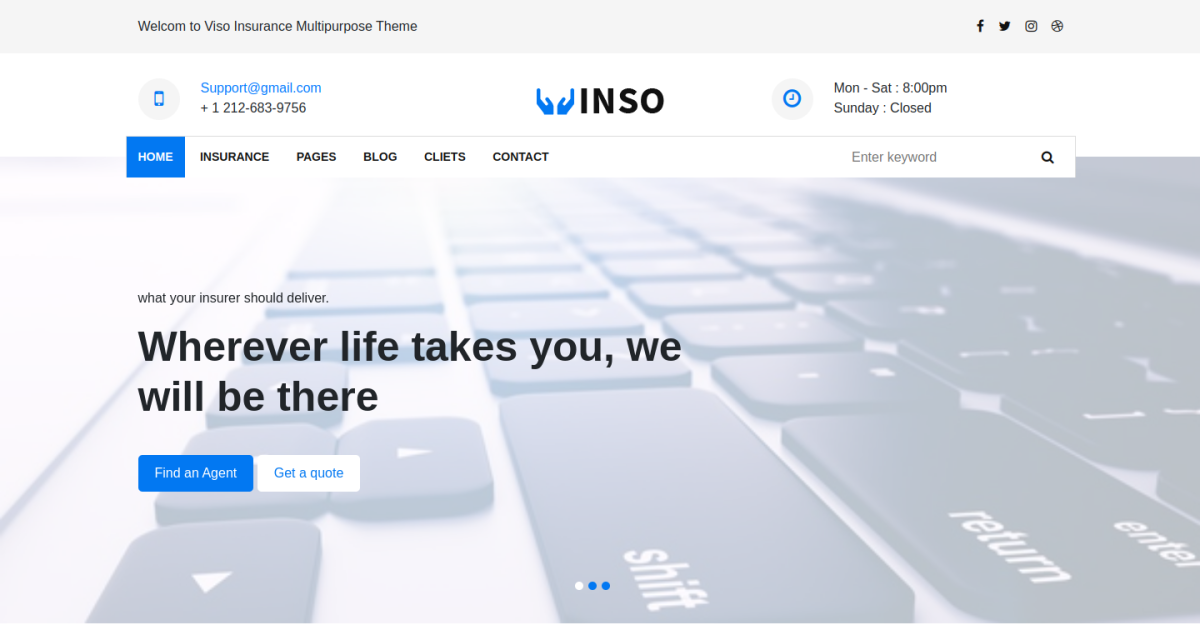 Welcom to Viso Insurance Multipurpose Theme
Support@gmail.com
+ 1 212-683-9756
INSO
Mon - Sat : 8:00pm
Sunday : Closed
HOME INSURANCE PAGES BLOG CLIETS CONTACT Enter keyword
what your insurer should deliver.
Wherever life takes you, we
will be there
Find an Agent Get a quote
shift
return
enter